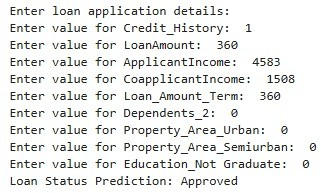 Enter loan application details:
Enter value for Credit_History:  1
Enter value for LoanAmount:  360
Enter value for ApplicantIncome:  4583
Enter value for CoapplicantIncome:  1508
Enter value for Loan_Amount_Term:  360
Enter value for Dependents_2:  0
Enter value for Property_Area_Urban:  0
Enter value for Property_Area_Semiurban:  0
Enter value for Education_Not Graduate:  0
Loan Status Prediction: Approved